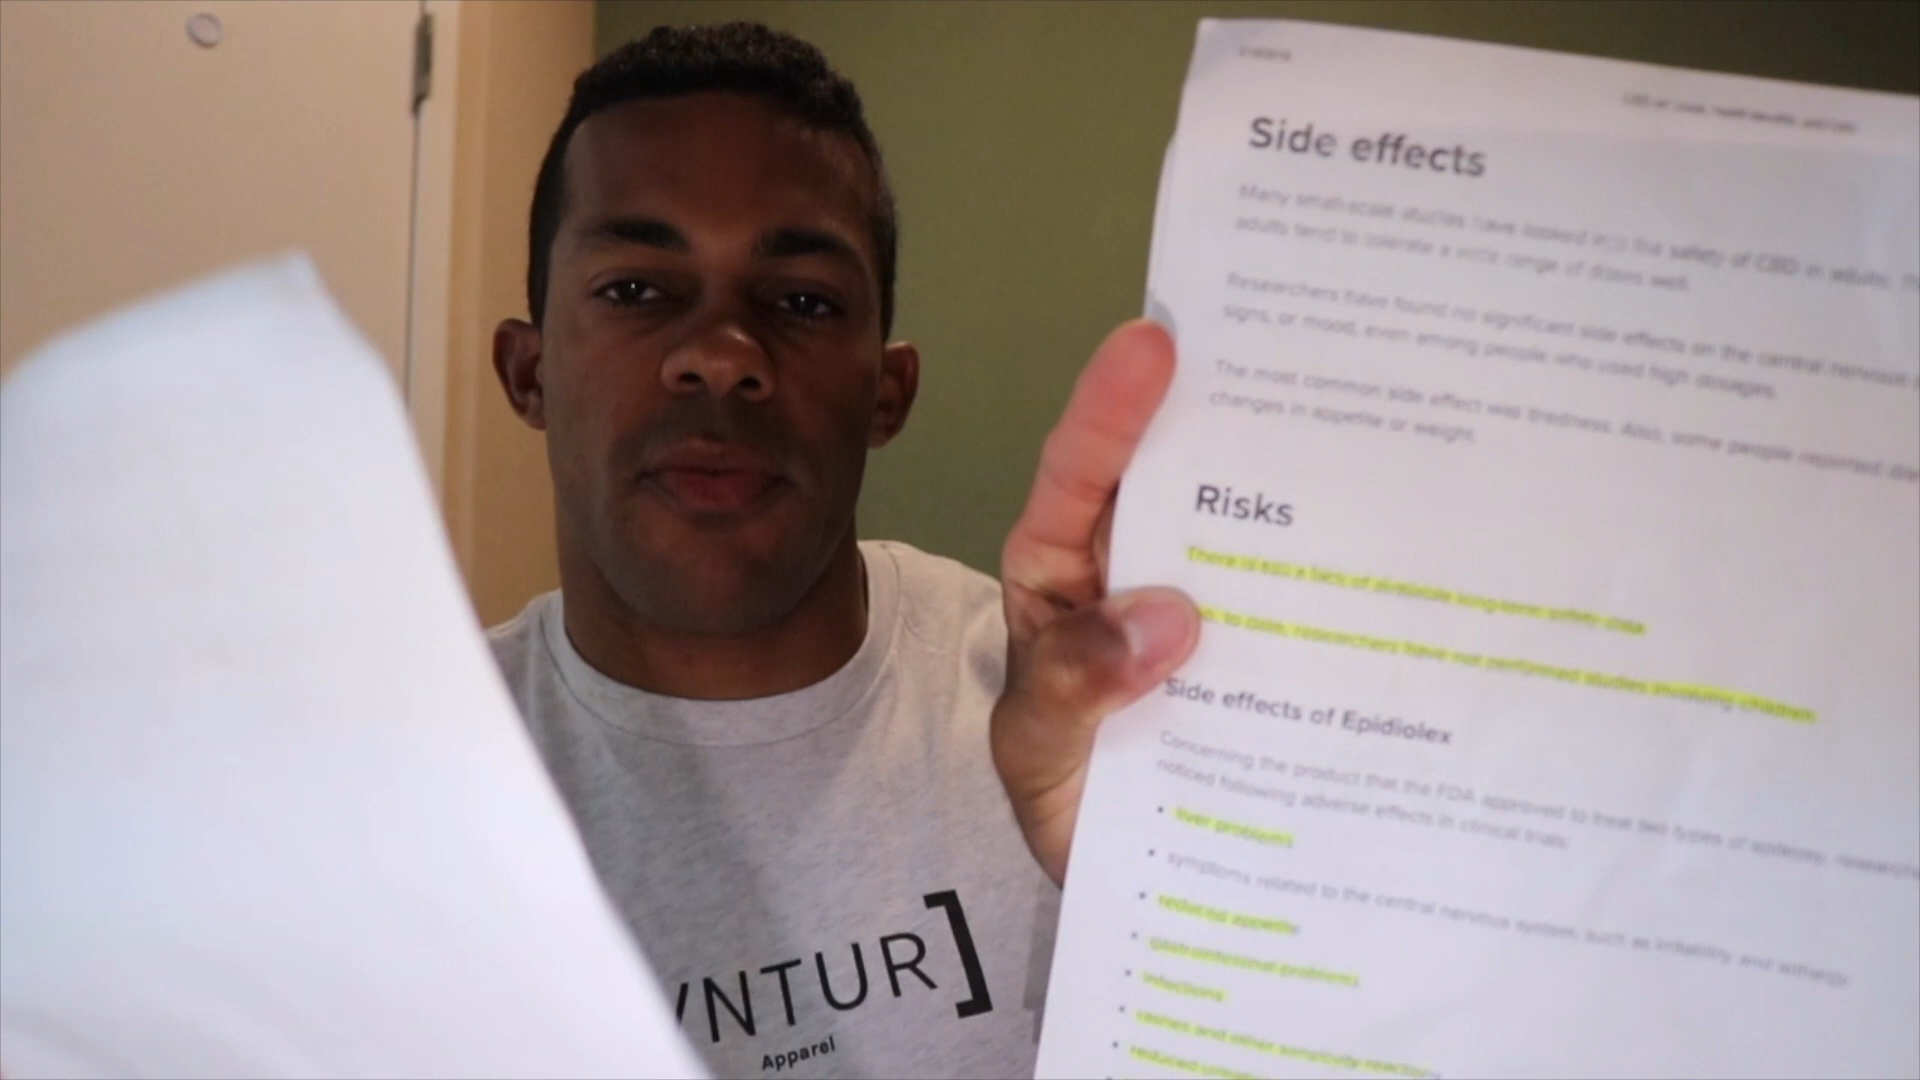 Side effects
Many small-scale studies have looked into the safety of CBD in adults.
adults tend to tolerate a wide range of doses well.
Researchers have found no significant side effects on the central nervous
signs, or mood, even among people who used high dosages.
The most common side effect was tiredness. Also, some people reported
changes in appetite or weight.
Risks
There is still a lack of available long-term safety data
to date, researchers have not performed studies involving children.
Side effects of Epidiolex
Concerning the product that the FDA approved to treat two types of epilepsy,
noticed following adverse effects in clinical trials:
• liver problems
• symptoms related to the central nervous system, such as irritability and lethargy
• reduced appetite
• gastrointestinal problems
• infections
• rashes and other sensitivity reactions
• reduced
YNTUR]
Apparel